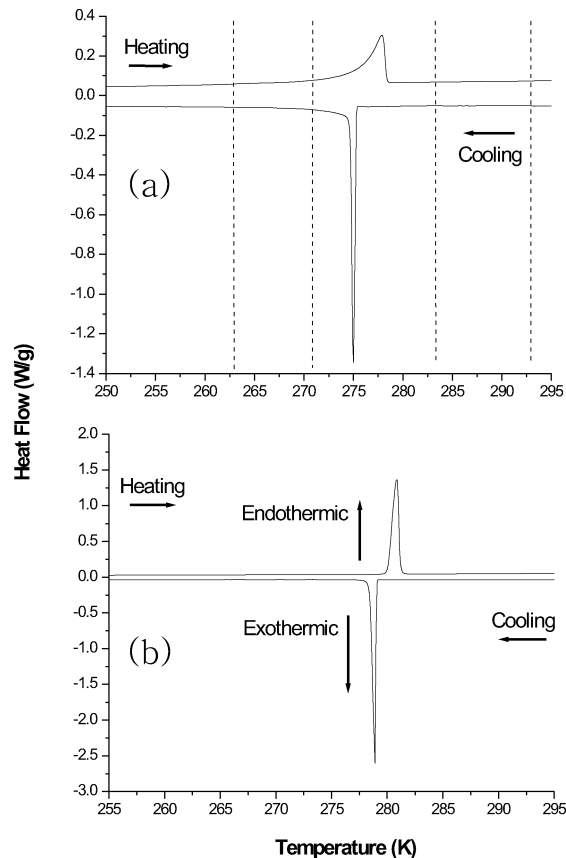 0.4
Heating
0.2
0.0
-0.2
Cooling
(a)
-0.4
-0.6
-0.8
-1.0
-1.2
-1.4
250 255 260 265 270 275 280 285 290 295
Heat Flow (W/g)
2.0
1.5
Heating
1.0
Endothermic
0.5
0.0
-0.5
Exothermic
Cooling
-1.0
(b)
-1.5
-2.0
-2.5
-3.0
255 260 265 270 275 280 285 290 295
Temperature (K)